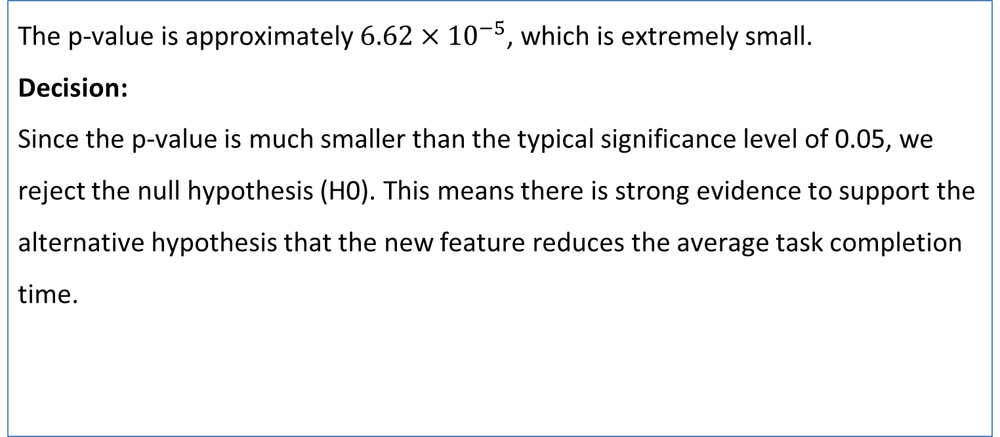 The p-value is approximately 6.62 × 10⁻⁵, which is extremely small.
Decision:
Since the p-value is much smaller than the typical significance level of 0.05, we
reject the null hypothesis (H0). This means there is strong evidence to support the
alternative hypothesis that the new feature reduces the average task completion
time.